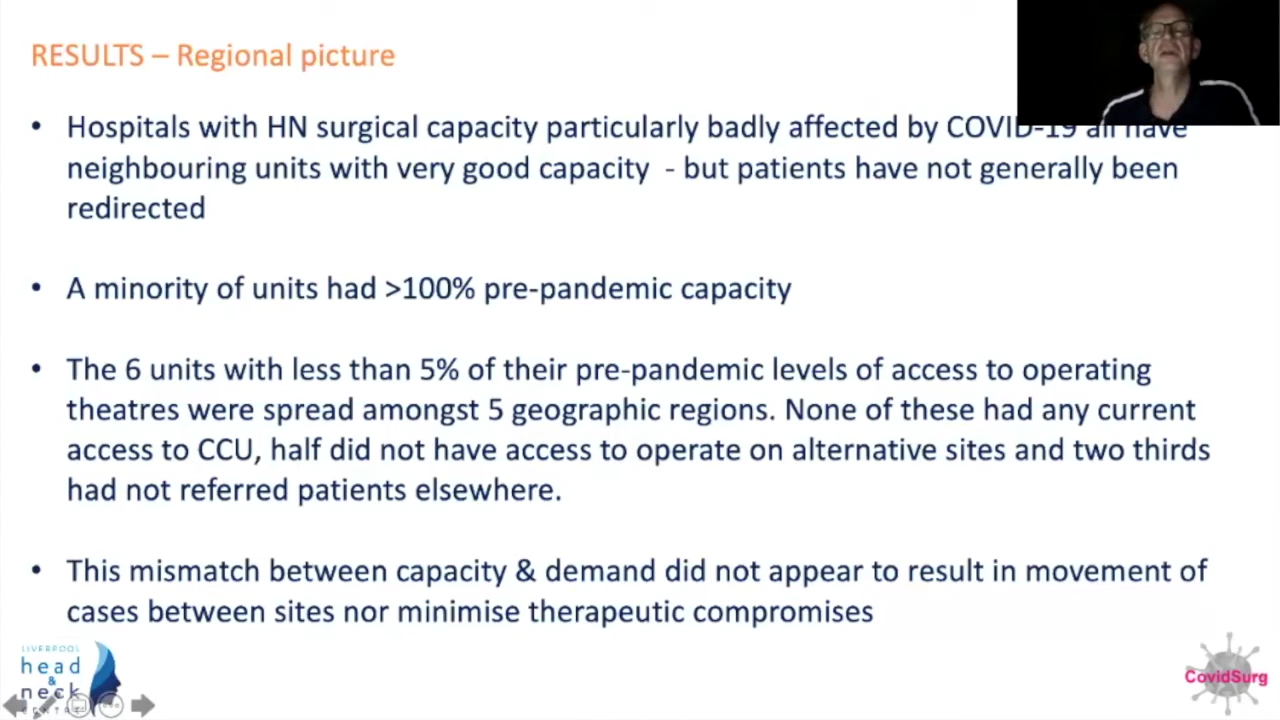 RESULTS – Regional picture
• Hospitals with HN surgical capacity particularly badly affected by COVID-19 all have
neighbouring units with very good capacity - but patients have not generally been
redirected
• A minority of units had >100% pre-pandemic capacity
• The 6 units with less than 5% of their pre-pandemic levels of access to operating
theatres were spread amongst 5 geographic regions. None of these had any current
access to CCU, half did not have access to operate on alternative sites and two thirds
had not referred patients elsewhere.
• This mismatch between capacity & demand did not appear to result in movement of
cases between sites nor minimise therapeutic compromises
LIVERPOOL
head
&
neck
CENTRE
CovidSurg